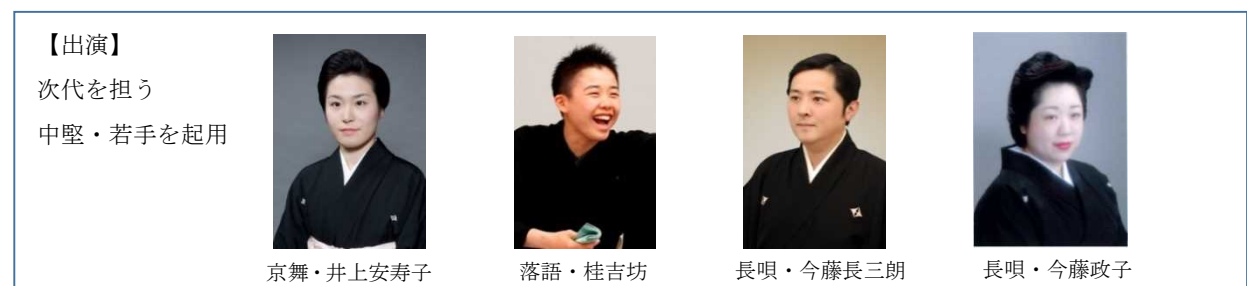 【出演】
次代を担う
中堅・若手を起用
京舞・井上安寿子
落語・桂吉坊
長唄・今藤長三朗
長唄・今藤政子